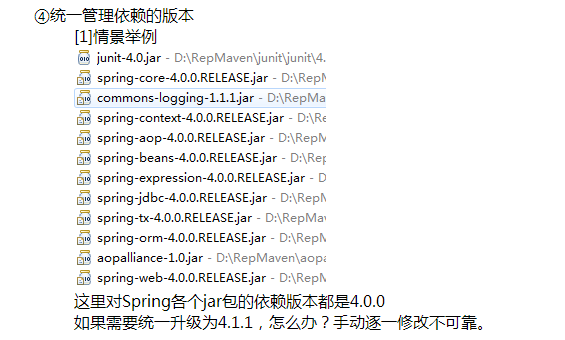 ④统一管理依赖的版本
[1]情景举例
junit-4.0.jar - D:\RepMaven\junit\junit\4.
spring-core-4.0.0.RELEASE.jar - D:\RepM
commons-logging-1.1.1.jar - D:\RepMa
spring-context-4.0.0.RELEASE.jar - D:\R
spring-aop-4.0.0.RELEASE.jar - D:\RepM
spring-beans-4.0.0.RELEASE.jar - D:\Rep
spring-expression-4.0.0.RELEASE.jar - D
spring-jdbc-4.0.0.RELEASE.jar - D:\RepM
spring-tx-4.0.0.RELEASE.jar - D:\RepMav
spring-orm-4.0.0.RELEASE.jar - D:\RepM
aopalliance-1.0.jar - D:\RepMaven\aopa
spring-web-4.0.0.RELEASE.jar - D:\RepM
这里对Spring各个jar包的依赖版本都是4.0.0
如果需要统一升级为4.1.1，怎么办？手动逐一修改不可靠。